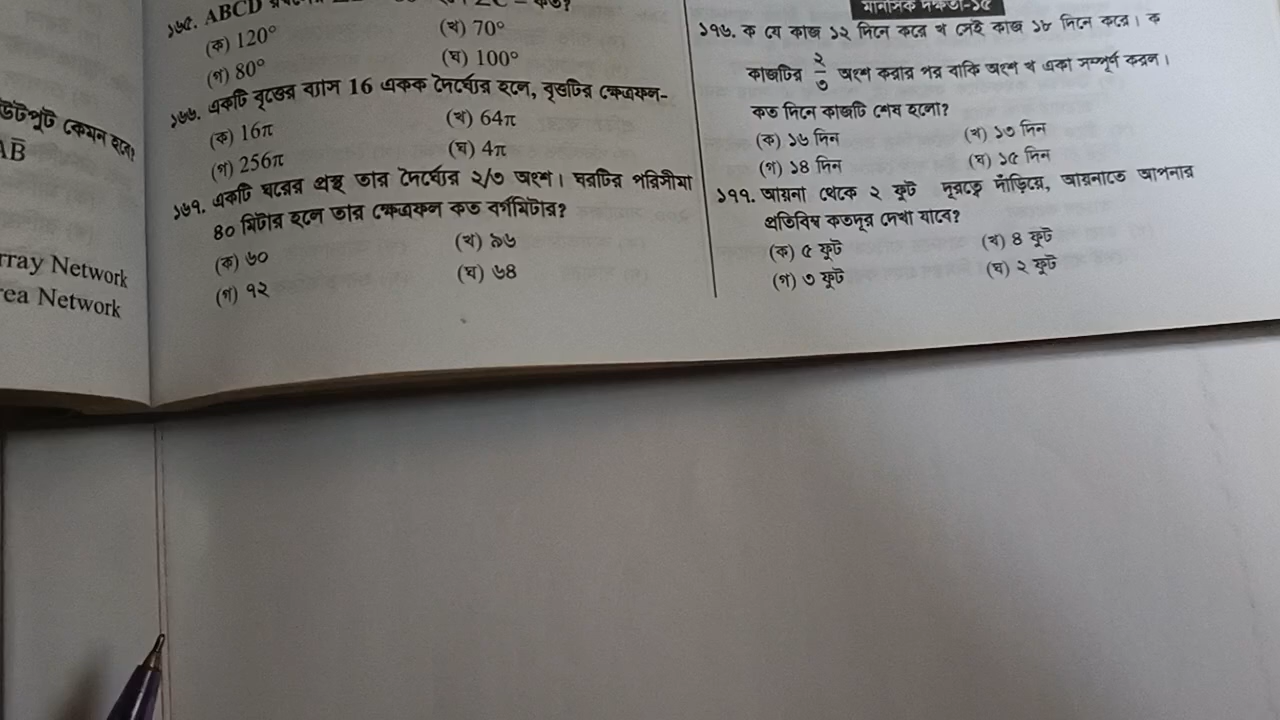 উটপুট কেমন হবে?
AB̅
rray Network
ea Network
১৬৫. ABCD
(ক) 120°
(খ) 70°
(গ) 80°
(ঘ) 100°
১৬৬. একটি বৃত্তের ব্যাস 16 একক দৈর্ঘ্যের হলে, বৃত্তটির ক্ষেত্রফল-
(ক) 16π
(খ) 64π
(গ) 256π
(ঘ) 4π
১৬৭. একটি ঘরের প্রস্থ তার দৈর্ঘ্যের ২/৩ অংশ। ঘরটির পরিসীমা
৪০ মিটার হলে তার ক্ষেত্রফল কত বর্গমিটার?
(ক) ৬০
(খ) ৯৬
(গ) ৭২
(ঘ) ৬৪
মানসিক দক্ষতা-১৫
১৭৬. ক যে কাজ ১২ দিনে করে খ সেই কাজ ১৮ দিনে করে। ক
কাজটির ২/৩ অংশ করার পর বাকি অংশ খ একা সম্পূর্ণ করল।
কত দিনে কাজটি শেষ হলো?
(ক) ১৬ দিন
(খ) ১৩ দিন
(গ) ১৪ দিন
(ঘ) ১৫ দিন
১৭৭. আয়না থেকে ২ ফুট দূরত্বে দাঁড়িয়ে, আয়নাতে আপনার
প্রতিবিম্ব কতদূর দেখা যাবে?
(ক) ৫ ফুট
(খ) ৪ ফুট
(গ) ৩ ফুট
(ঘ) ২ ফুট